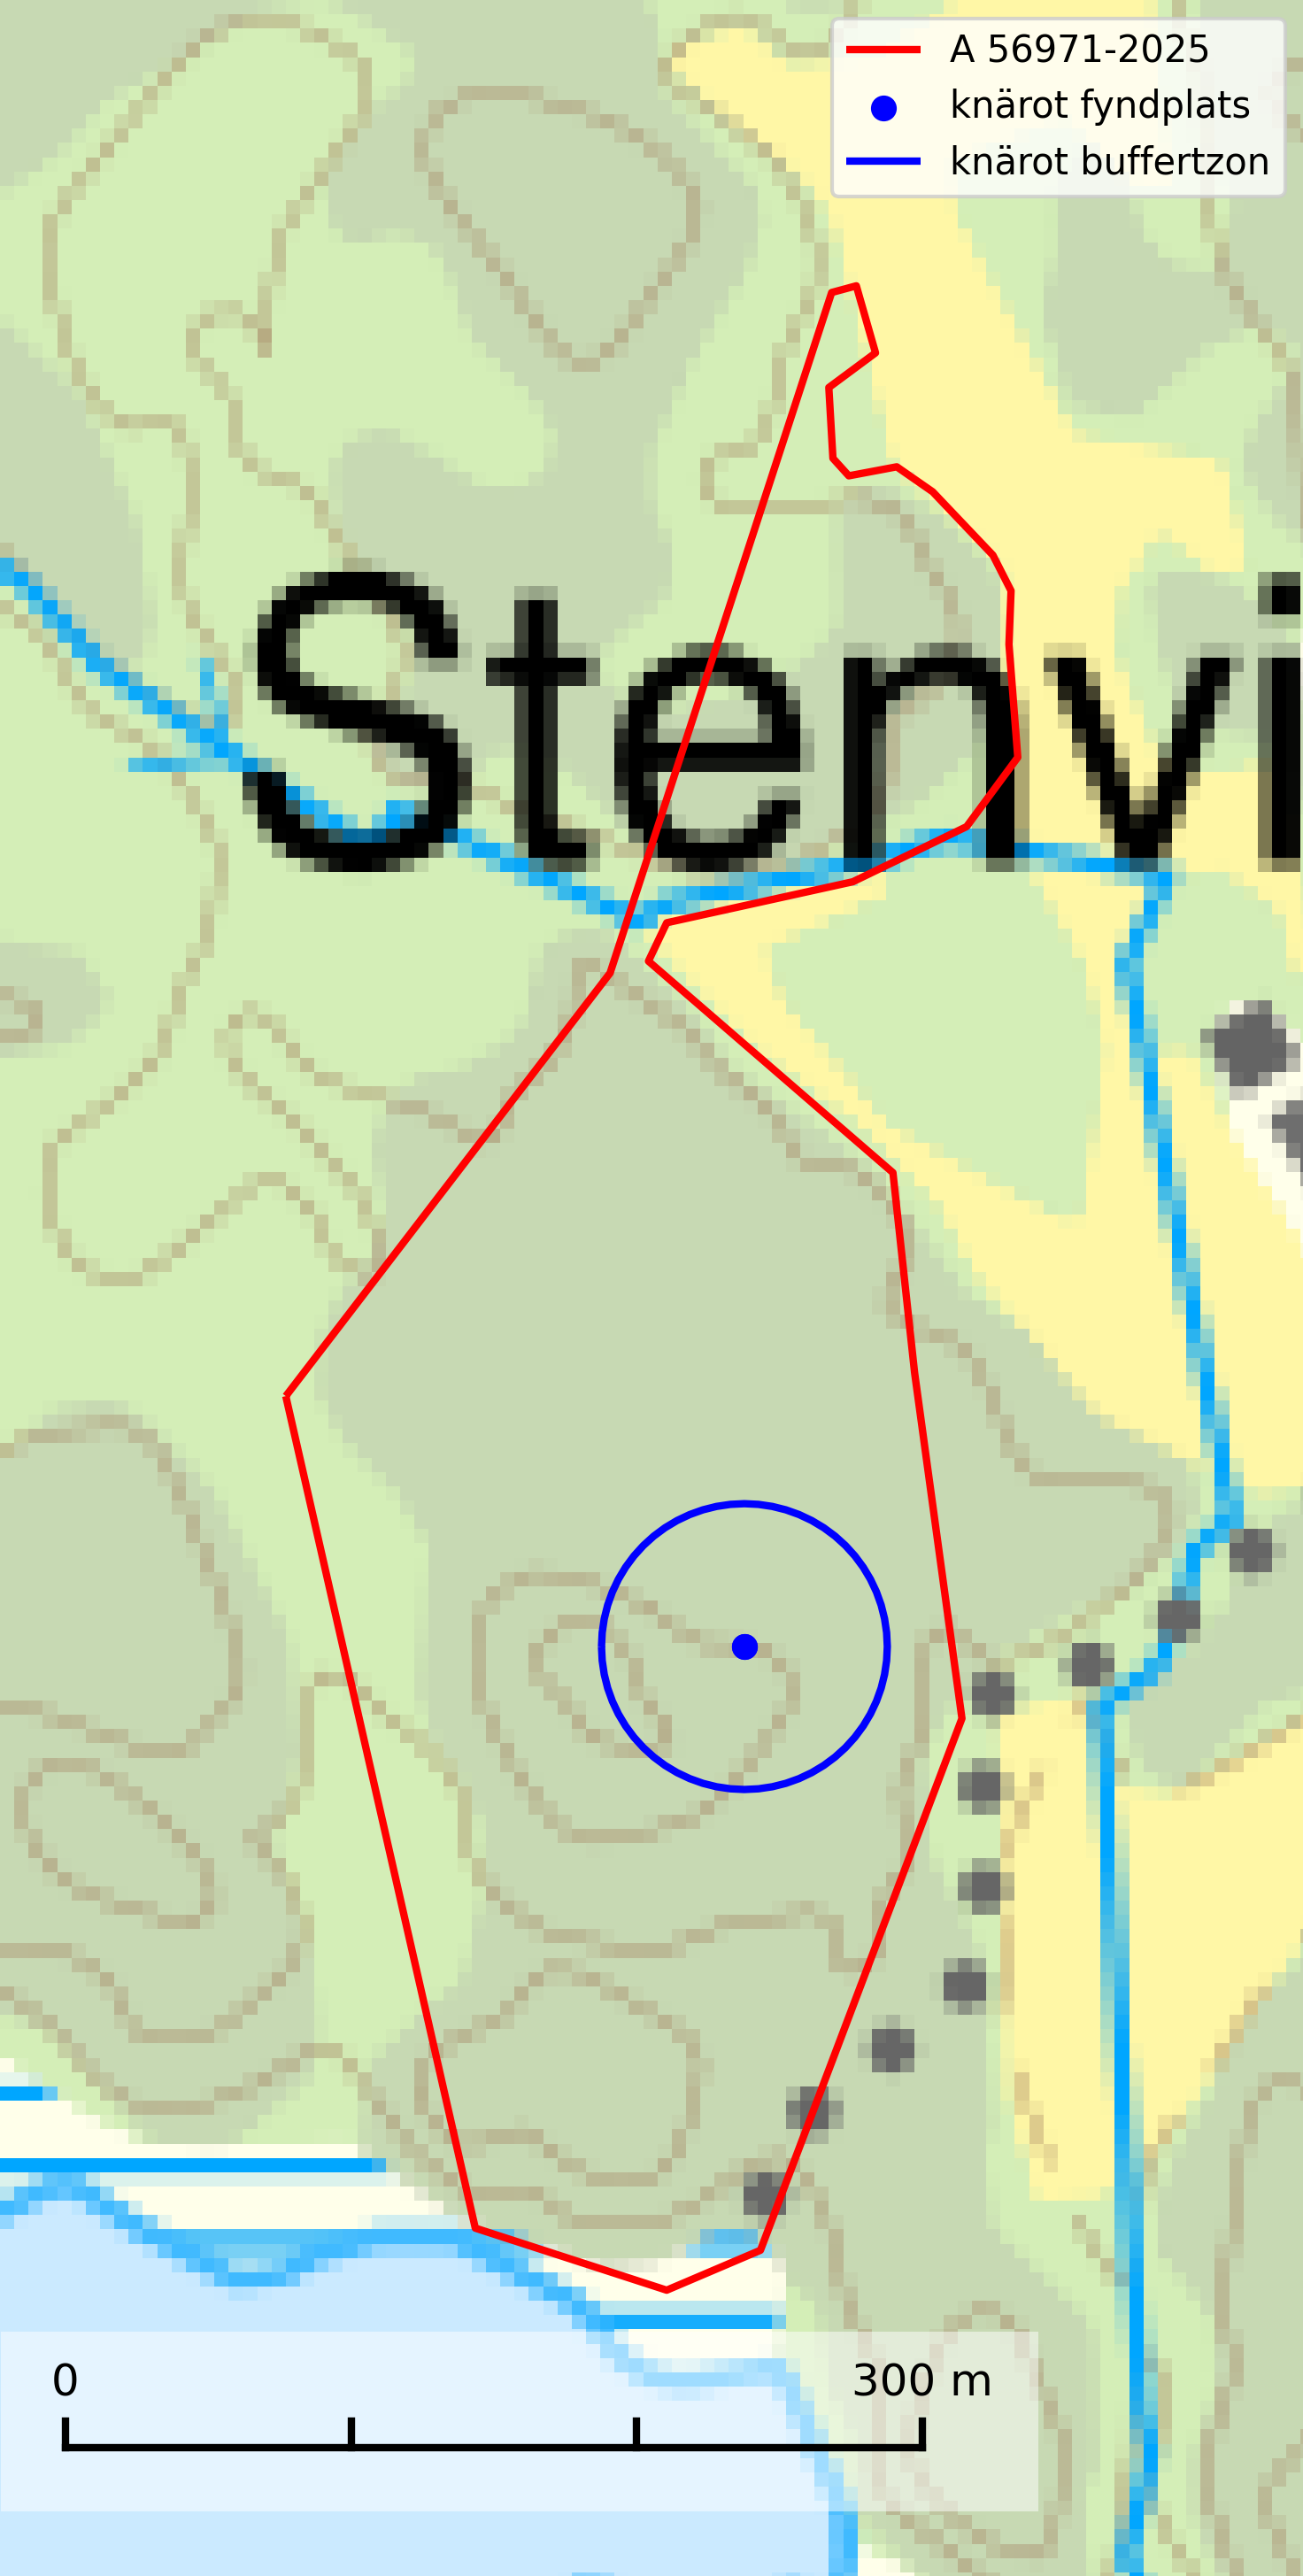 A 56971-2025
knärot fyndplats
knärot buffertzon
Stenvi
0 300 m